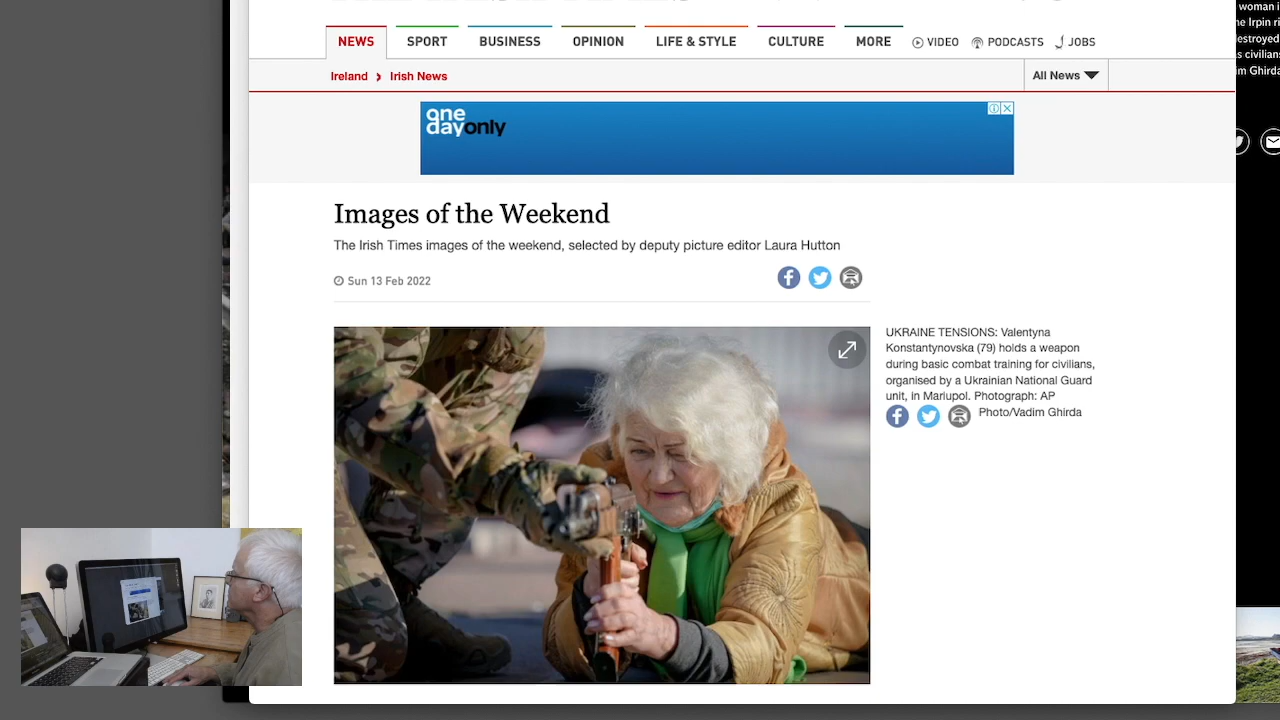 woman i
he Irpin r
estroyed
as civilians
m Ghirda
NEWS SPORT BUSINESS OPINION LIFE & STYLE CULTURE MORE VIDEO PODCASTS JOBS
Ireland Irish News All News
one
dayonly
Images of the Weekend
The Irish Times images of the weekend, selected by deputy picture editor Laura Hutton
Sun 13 Feb 2022
UKRAINE TENSIONS: Valentyna
Konstantynovska (79) holds a weapon
during basic combat training for civilians,
organised by a Ukrainian National Guard
unit, in Mariupol. Photograph: AP
Photo/Vadim Ghirda